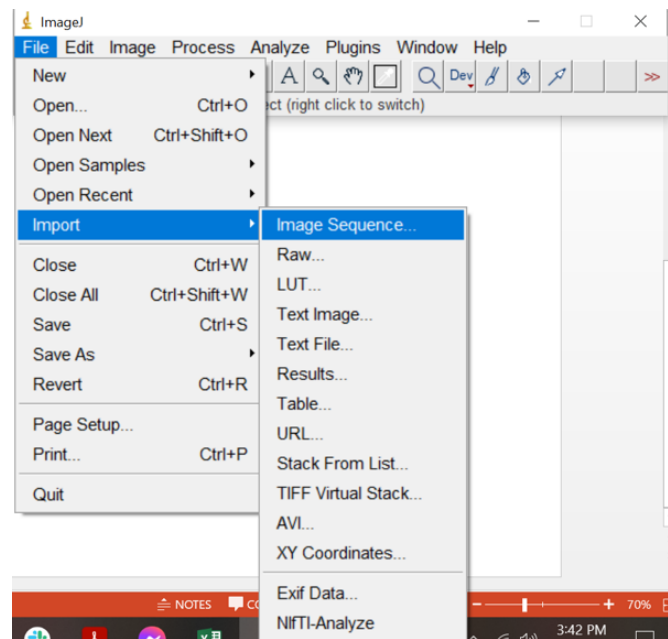 ImageJ
File Edit Image Process Analyze Plugins Window Help
A Dev >>
ect (right click to switch)
New
Open... Ctrl+O
Open Next Ctrl+Shift+O
Open Samples
Open Recent
Import
Close Ctrl+W
Close All Ctrl+Shift+W
Save Ctrl+S
Save As
Revert Ctrl+R
Page Setup...
Print... Ctrl+P
Quit
Image Sequence...
Raw...
LUT...
Text Image...
Text File...
Results...
Table...
URL...
Stack From List...
TIFF Virtual Stack...
AVI...
XY Coordinates...
Exif Data...
NIfTI-Analyze
NOTES CO 70%
3:42 PM